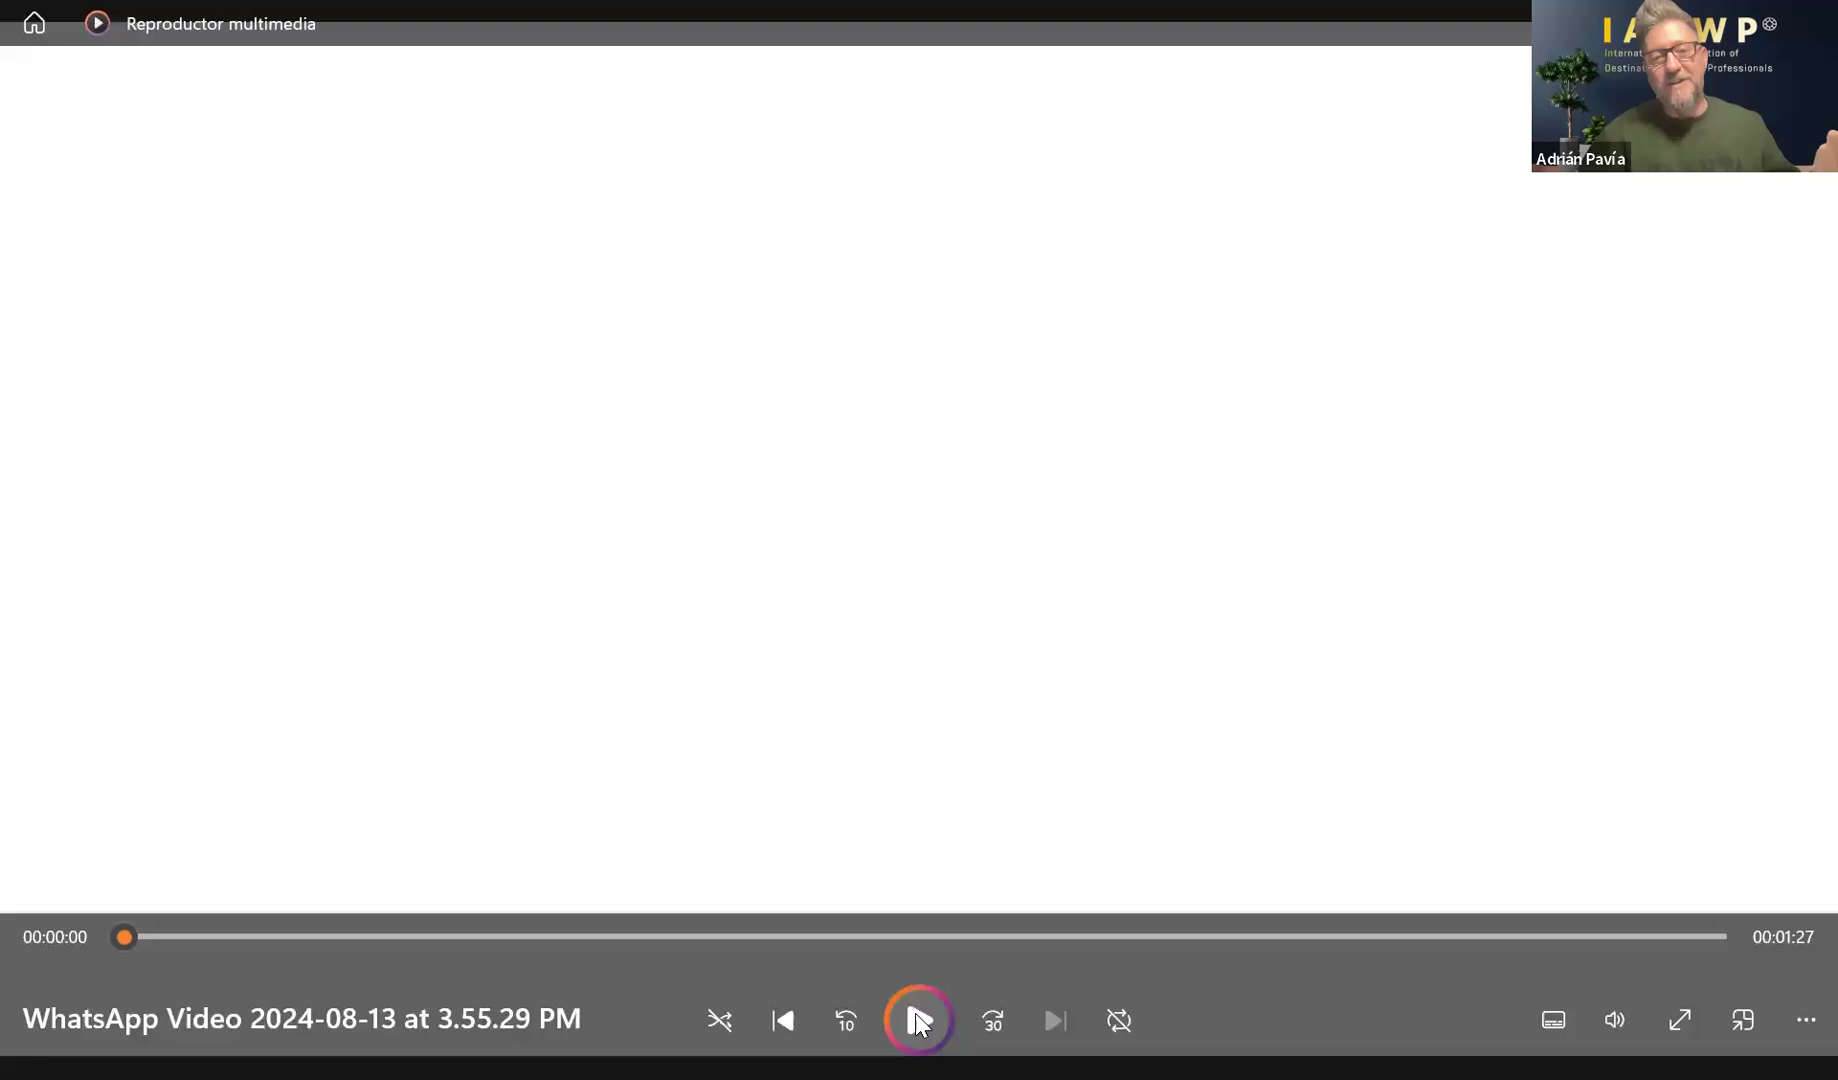 Reproductor multimedia
Adrián Pavía
00:00:00
00:01:27
WhatsApp Video 2024-08-13 at 3.55.29 PM
10
30